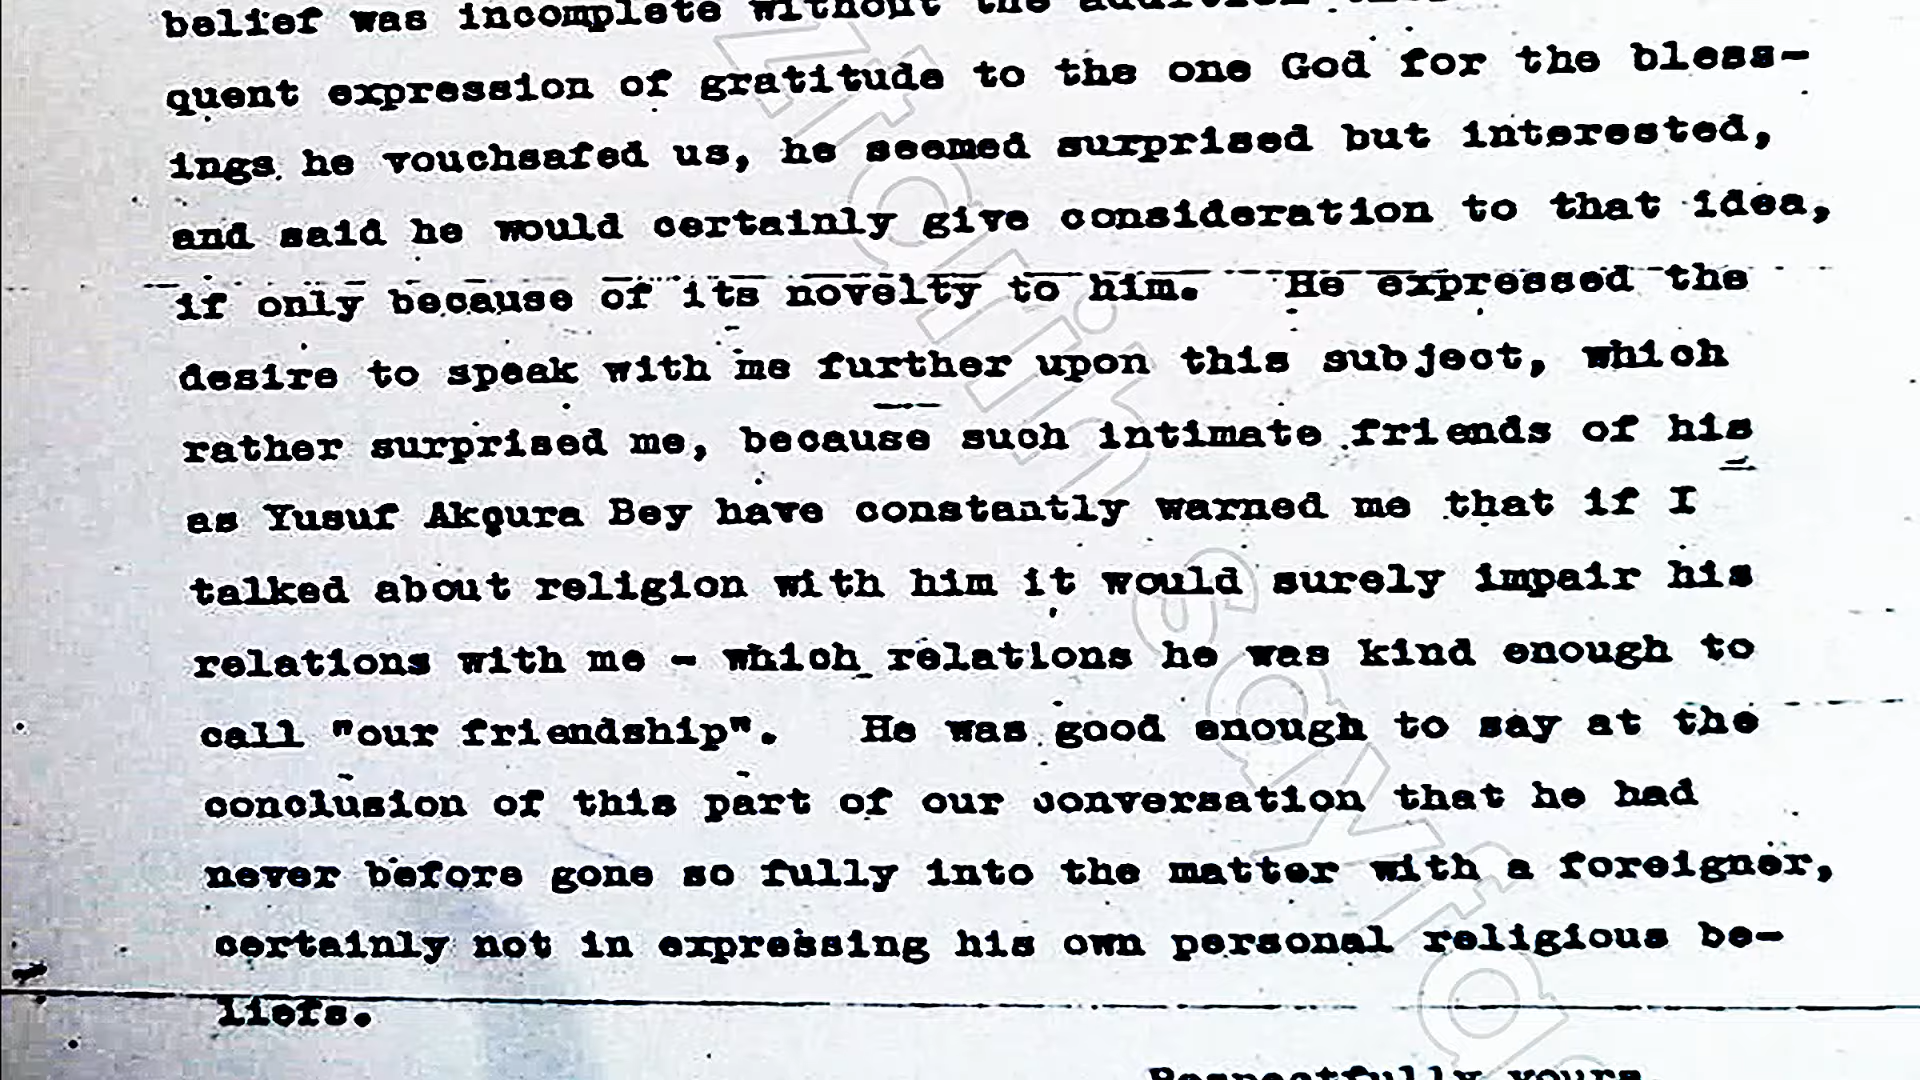 belief was incomplete without the addition
quent expression of gratitude to the one God for the bless-
ings he vouchsafed us, he seemed surprised but interested,
and said he would certainly give consideration to that idea,
if only because of its novelty to him. He expressed the
desire to speak with me further upon this subject, which
rather surprised me, because such intimate friends of his
as Yusuf Akçura Bey have constantly warned me that if I
talked about religion with him it would surely impair his
relations with me - which relations he was kind enough to
call "our friendship". He was good enough to say at the
conclusion of this part of our conversation that he had
never before gone so fully into the matter with a foreigner,
certainly not in expressing his own personal religious be-
liefs.
Respectfully yours,